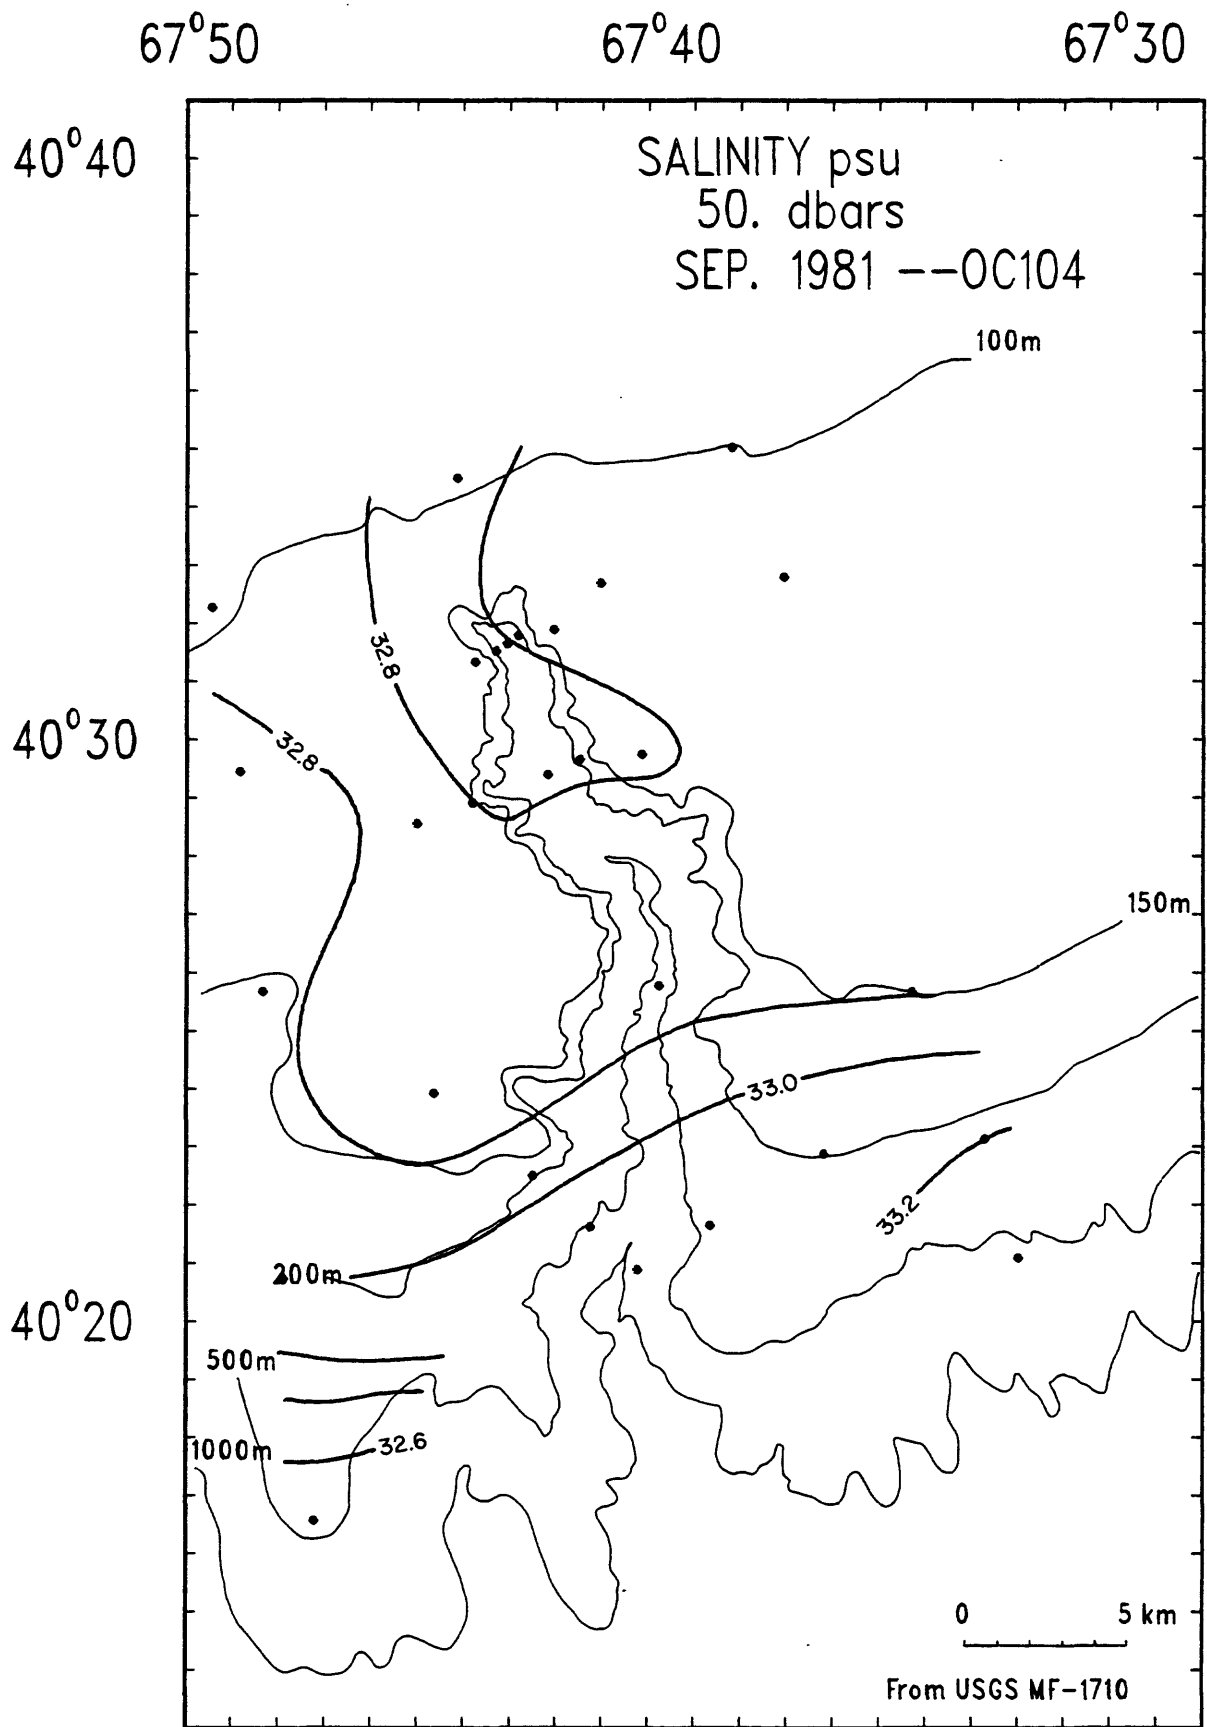 67°50
67°40
67°30
40°40
SALINITY psu
50. dbars
SEP. 1981 --OC104
100m
32.8
40°30
32.8
150m
33.0
33.2
200m
40°20
500m
1000m
32.6
0
5 km
From USGS MF-1710